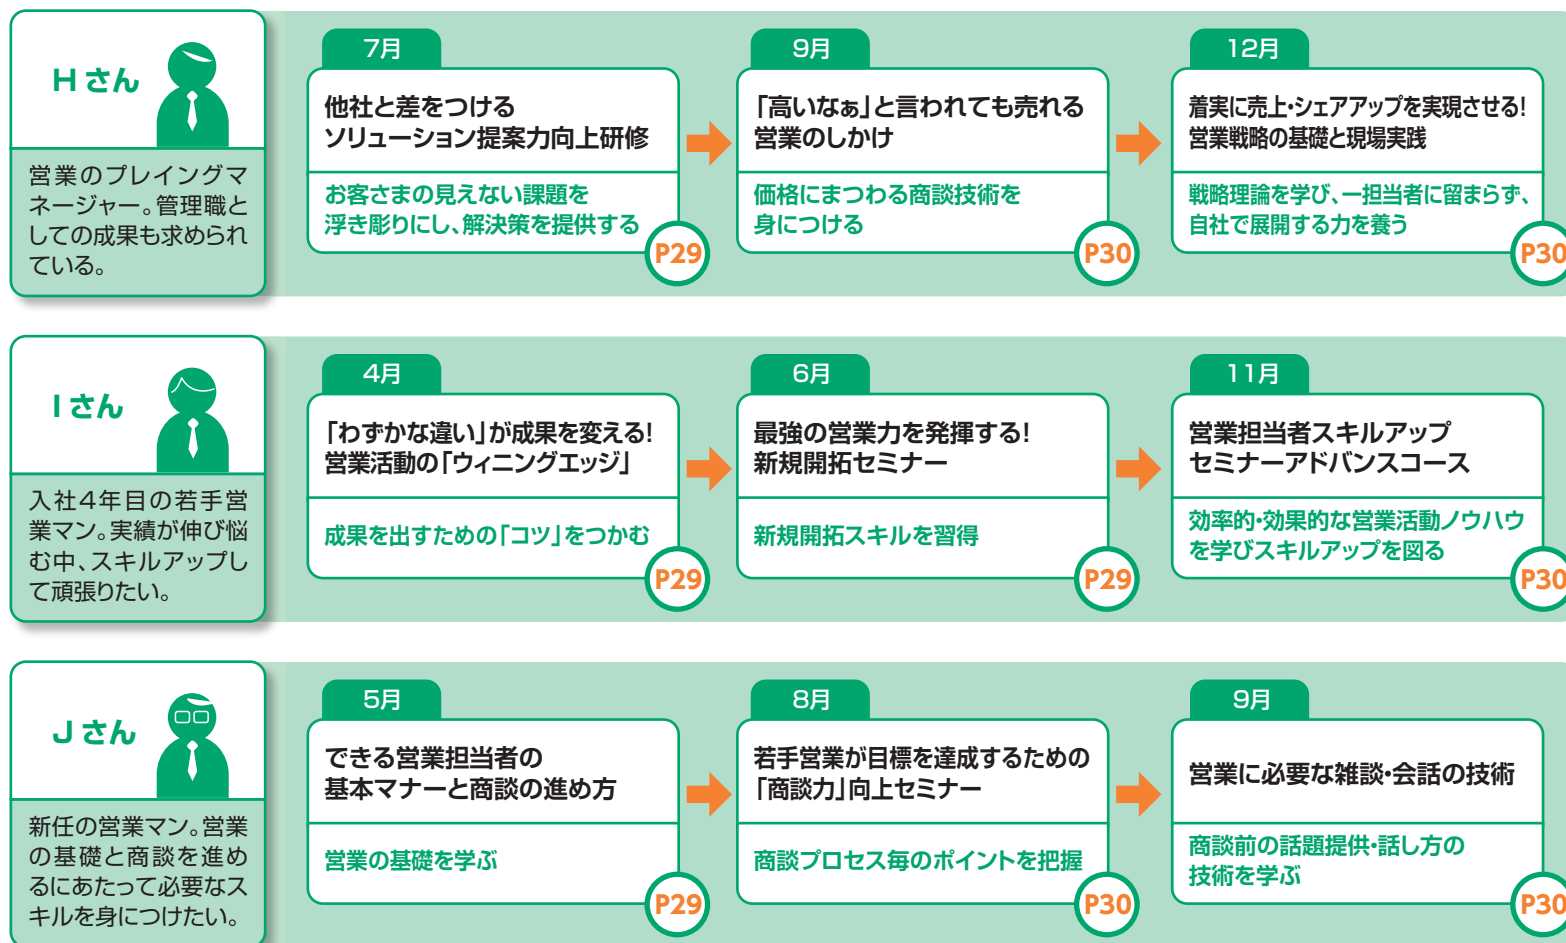 Hさん
営業のプレイングマ
ネージャー。管理職と
しての成果も求められ
ている。
7月
他社と差をつける
ソリューション提案力向上研修
お客さまの見えない課題を
浮き彫りにし、解決策を提供する
P29
9月
「高いなぁ」と言われても売れる
営業のしかけ
価格にまつわる商談技術を
身につける
P30
12月
着実に売上・シェアアップを実現させる!
営業戦略の基礎と現場実践
戦略理論を学び、一担当者に留まらず、
自社で展開する力を養う
P30
Iさん
入社4年目の若手営
業マン。実績が伸び悩
む中、スキルアップし
て頑張りたい。
4月
「わずかな違い」が成果を変える!
営業活動の「ウィニングエッジ」
成果を出すための「コツ」をつかむ
P29
6月
最強の営業力を発揮する!
新規開拓セミナー
新規開拓スキルを習得
P29
11月
営業担当者スキルアップ
セミナーアドバンスコース
効率的・効果的な営業活動ノウハウ
を学びスキルアップを図る
P30
Jさん
新任の営業マン。営業
の基礎と商談を進め
るにあたって必要なス
キルを身につけたい。
5月
できる営業担当者の
基本マナーと商談の進め方
営業の基礎を学ぶ
P29
8月
若手営業が目標を達成するための
「商談力」向上セミナー
商談プロセス毎のポイントを把握
P30
9月
営業に必要な雑談・会話の技術
商談前の話題提供・話し方の
技術を学ぶ
P30